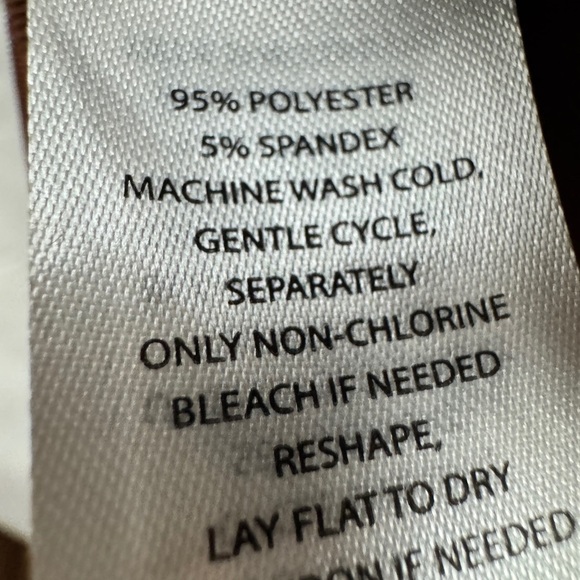 95% POLYESTER
5% SPANDEX
MACHINE WASH COLD,
GENTLE CYCLE,
SEPARATELY
ONLY NON-CHLORINE
BLEACH IF NEEDED
RESHAPE,
LAY FLAT TO DRY
IF NEEDED